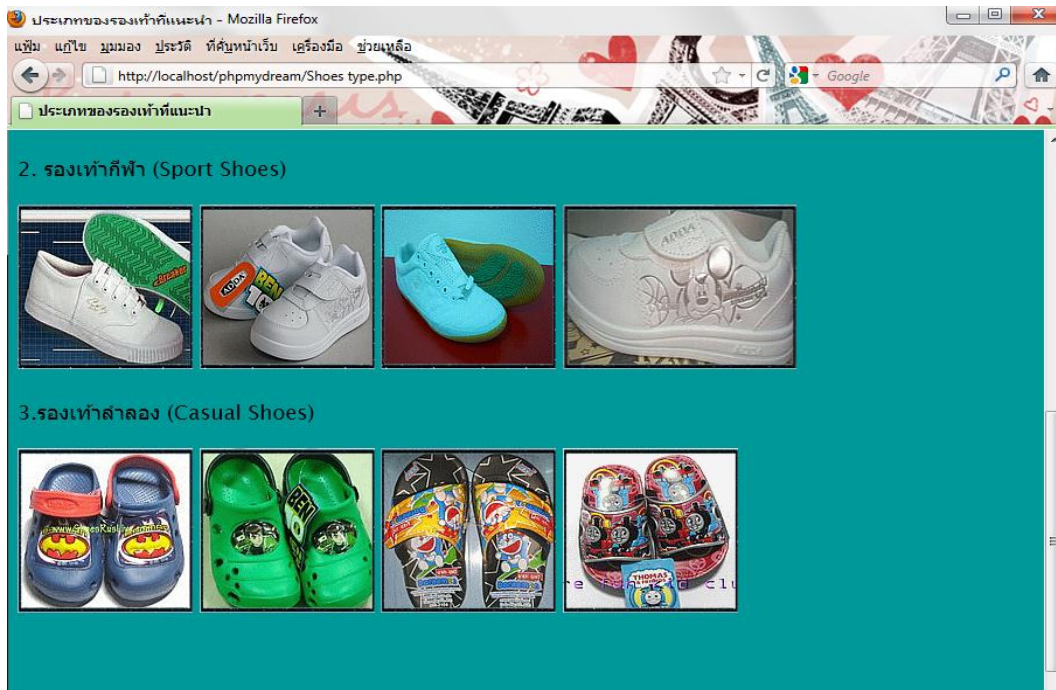 ประเภทของรองเท้าที่แนะนำ - Mozilla Firefox
แฟ้ม แก้ไข มุมมอง ประวัติ ที่คั่นหน้าเว็บ เครื่องมือ ช่วยเหลือ
http://localhost/phpmydream/Shoes type.php
Google
ประเภทของรองเท้าที่แนะนำ
2. รองเท้ากีฬา (Sport Shoes)
Breaker
ADDA
BEN
10
ADDA
3.รองเท้าลำลอง (Casual Shoes)
BEN
10
THOMAS